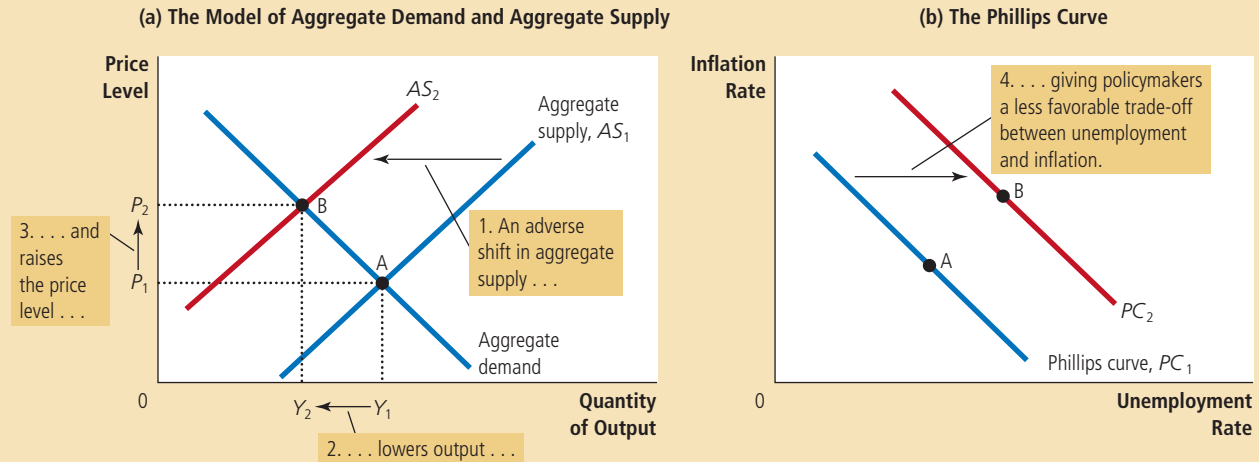 (a) The Model of Aggregate Demand and Aggregate Supply
Price
Level
AS₂
Aggregate
supply, AS₁
P₂
B
3. . . . and
raises
the price
level . . .
P₁
A
1. An adverse
shift in aggregate
supply . . .
Aggregate
demand
0
Y₂
Y₁
Quantity
of Output
2. . . . lowers output . . .
(b) The Phillips Curve
Inflation
Rate
4. . . . giving policymakers
a less favorable trade-off
between unemployment
and inflation.
B
A
PC₂
Phillips curve, PC₁
0
Unemployment
Rate